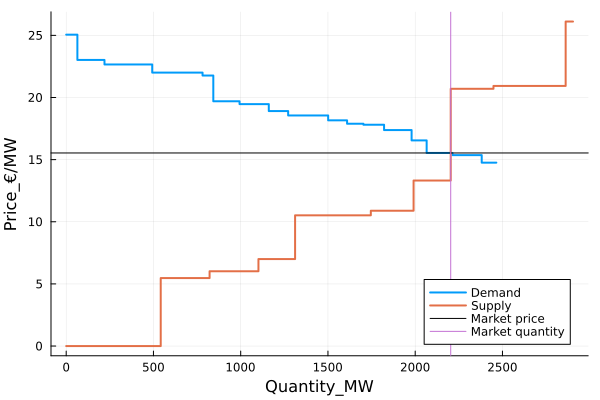 25
20
15
10
5
0
Price_€/MW
0
500
1000
1500
2000
2500
Quantity_MW
Demand
Supply
Market price
Market quantity